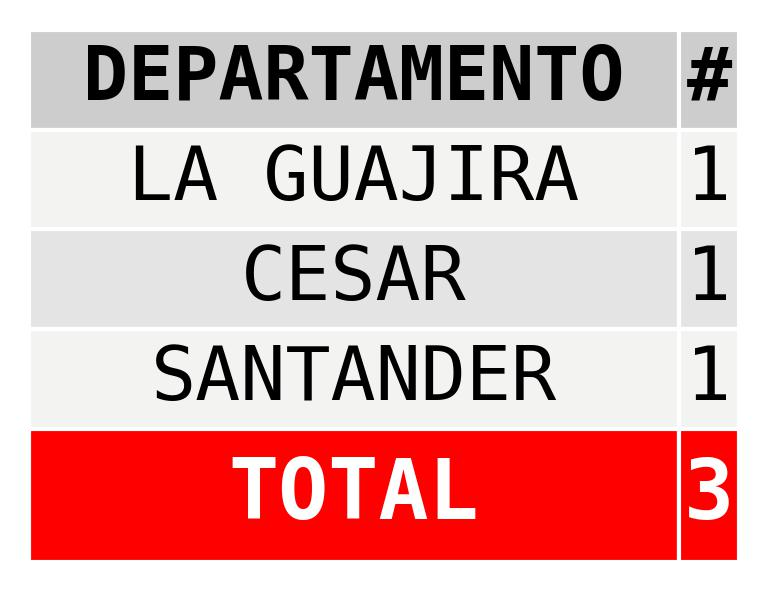 DEPARTAMENTO #
LA GUAJIRA 1
CESAR 1
SANTANDER 1
TOTAL 3